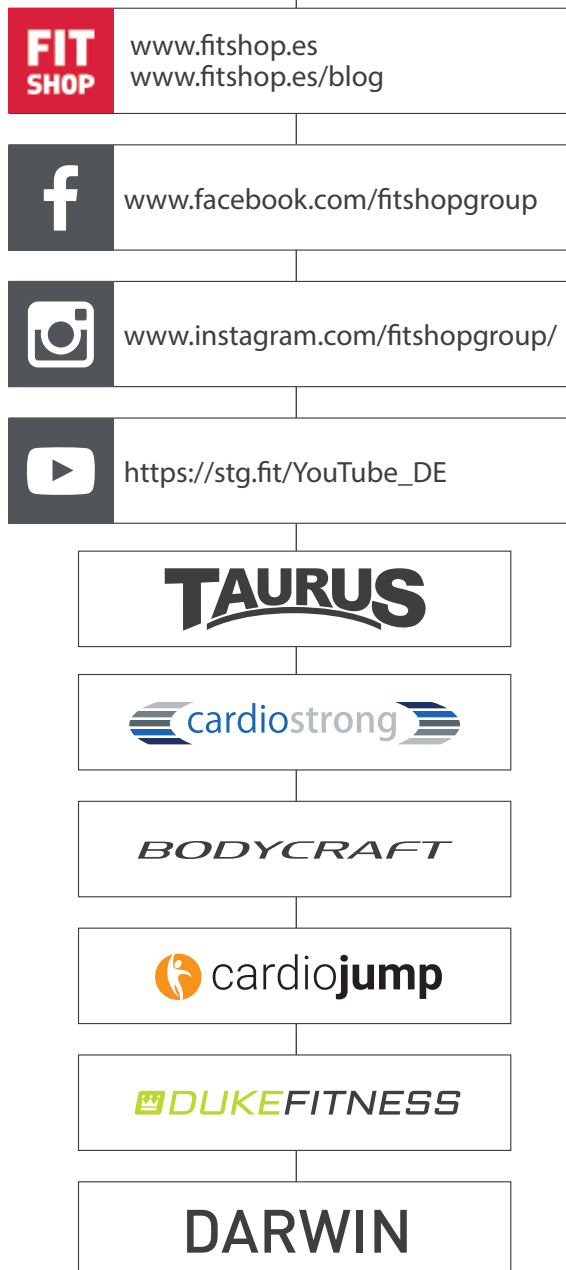 FIT
SHOP
www.fitshop.es
www.fitshop.es/blog
f
www.facebook.com/fitshopgroup
www.instagram.com/fitshopgroup/
https://stg.fit/YouTube_DE
TAURUS
cardiostrong
BODYCRAFT
cardiojump
DUKEFITNESS
DARWIN